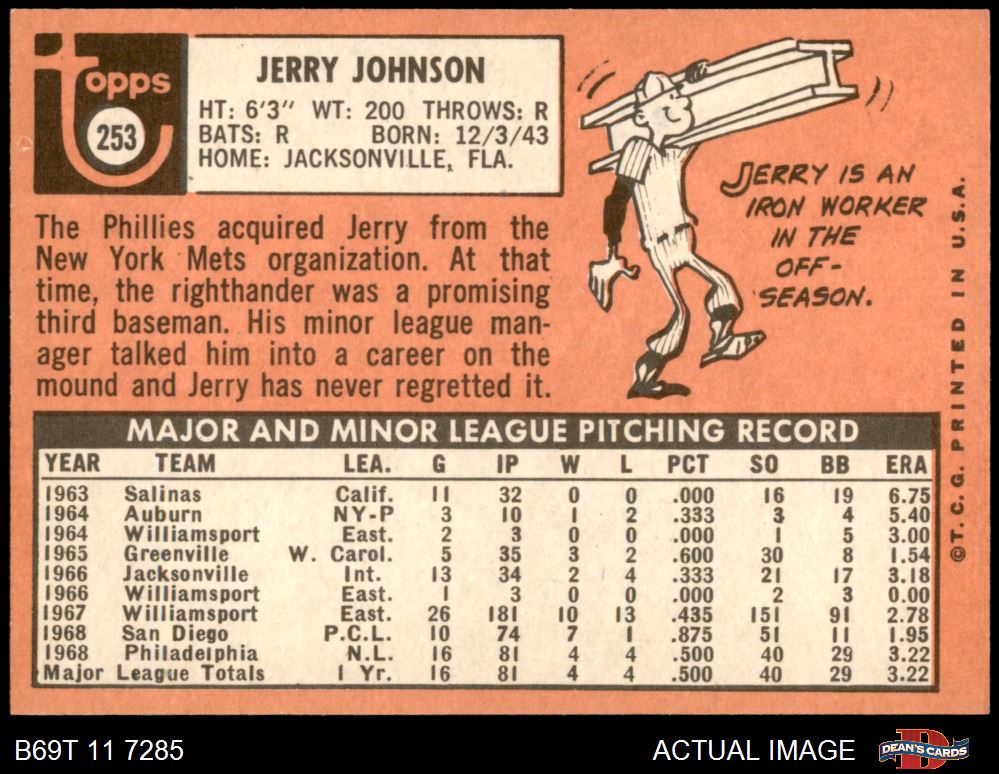 Topps
253
JERRY JOHNSON
HT: 6'3" WT: 200 THROWS: R
BATS: R BORN: 12/3/43
HOME: JACKSONVILLE, FLA.
The Phillies acquired Jerry from the
New York Mets organization. At that
time, the righthander was a promising
third baseman. His minor league man-
ager talked him into a career on the
mound and Jerry has never regretted it.
JERRY IS AN
IRON WORKER
IN THE
OFF-
SEASON.
©T.C.G. PRINTED IN U.S.A.
MAJOR AND MINOR LEAGUE PITCHING RECORD
YEAR TEAM LEA. G IP W L PCT SO BB ERA
1963 Salinas Calif. 11 32 0 0 .000 16 19 6.75
1964 Auburn NY-P 3 10 1 2 .333 3 4 5.40
1964 Williamsport East. 2 3 0 0 .000 1 5 3.00
1965 Greenville W. Carol. 5 35 3 2 .600 30 8 1.54
1966 Jacksonville Int. 13 34 2 4 .333 21 17 3.18
1966 Williamsport East. 1 3 0 0 .000 2 3 0.00
1967 Williamsport East. 26 181 10 13 .435 151 91 2.78
1968 San Diego P.C.L. 10 74 7 1 .875 51 11 1.95
1968 Philadelphia N.L. 16 81 4 4 .500 40 29 3.22
Major League Totals 1 Yr. 16 81 4 4 .500 40 29 3.22
B69T 11 7285
ACTUAL IMAGE
DEAN'S CARDS